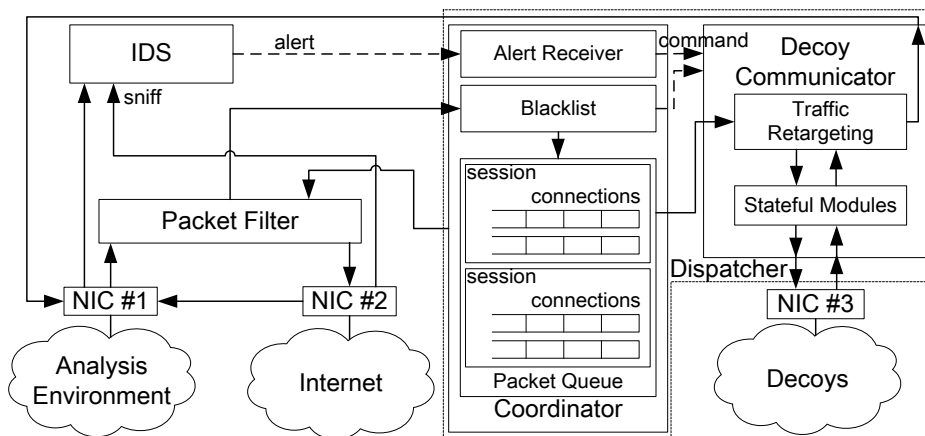 IDS
alert
sniff
Alert Receiver
command
Decoy
Communicator
Blacklist
Traffic
Retargeting
session
connections
Packet Filter
Stateful Modules
session
connections
Dispatcher
NIC #1
NIC #2
NIC #3
Analysis
Environment
Internet
Packet Queue
Coordinator
Decoys